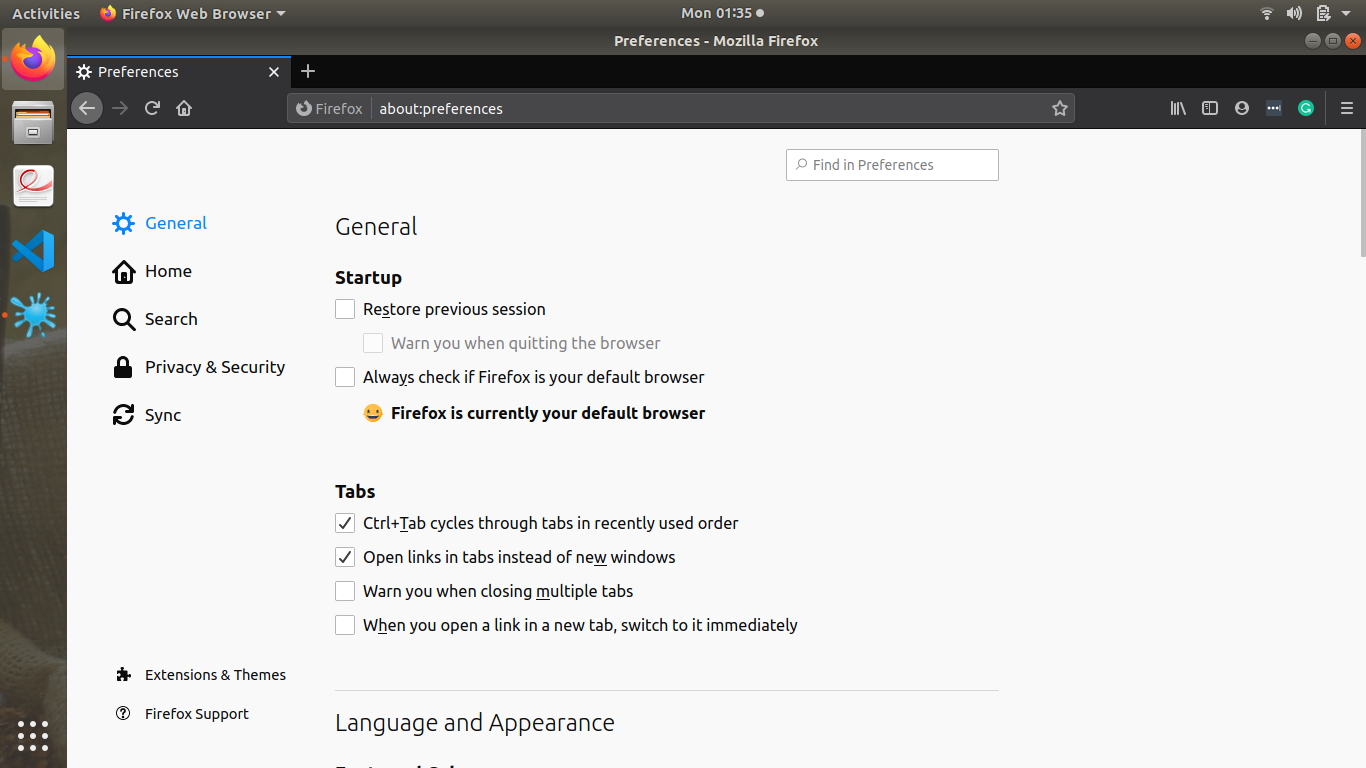 Activities
Firefox Web Browser
Mon 01:35
Preferences - Mozilla Firefox
Preferences
Firefox
about:preferences
Find in Preferences
General
Home
Search
Privacy & Security
Sync
Extensions & Themes
Firefox Support
General
Startup
Restore previous session
Warn you when quitting the browser
Always check if Firefox is your default browser
Firefox is currently your default browser
Tabs
Ctrl+Tab cycles through tabs in recently used order
Open links in tabs instead of new windows
Warn you when closing multiple tabs
When you open a link in a new tab, switch to it immediately
Language and Appearance